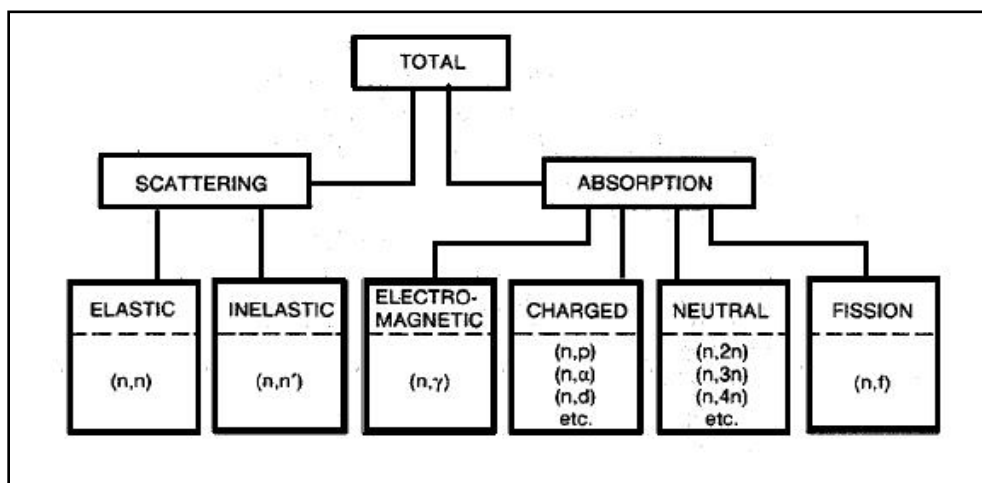 TOTAL
SCATTERING
ABSORPTION
ELASTIC
(n,n)
INELASTIC
(n,n')
ELECTRO-
MAGNETIC
(n,γ)
CHARGED
(n,p)
(n,α)
(n,d)
etc.
NEUTRAL
(n,2n)
(n,3n)
(n,4n)
etc.
FISSION
(n,f)